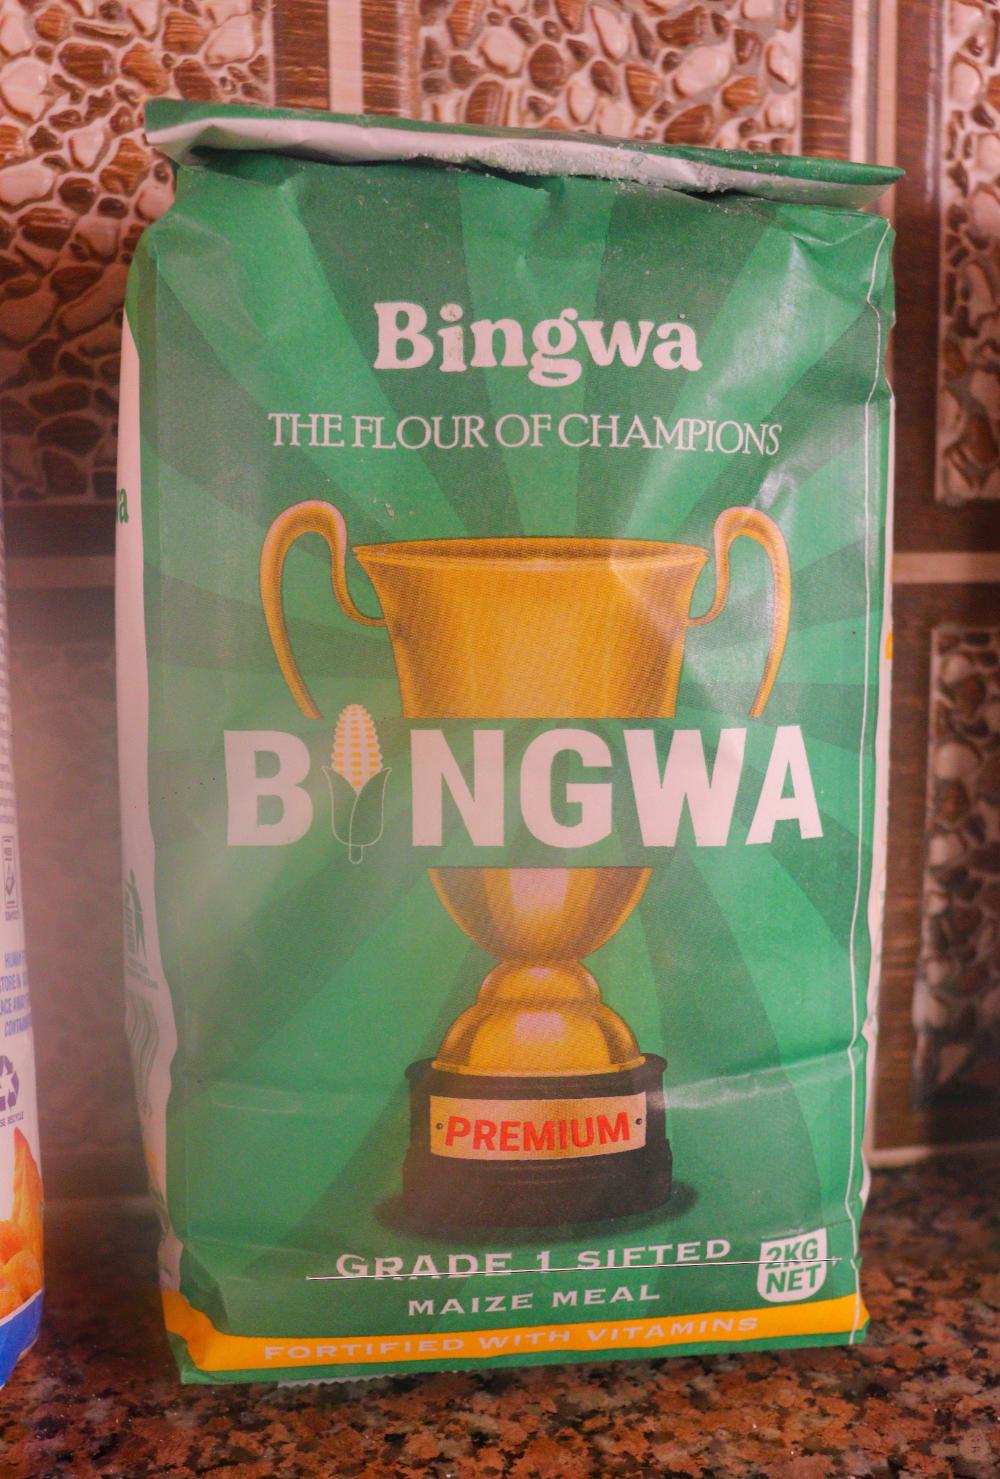 Bingwa
THE FLOUR OF CHAMPIONS
BINGWA
PREMIUM
GRADE 1 SIFTED
2KG
NET
MAIZE MEAL
FORTIFIED WITH VITAMINS